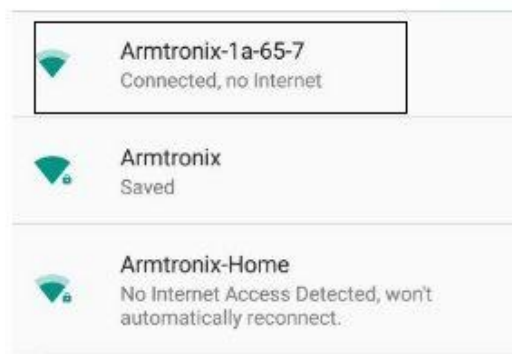 Armtronix-1a-65-7
Connected, no Internet
Armtronix
Saved
Armtronix-Home
No Internet Access Detected, won't
automatically reconnect.